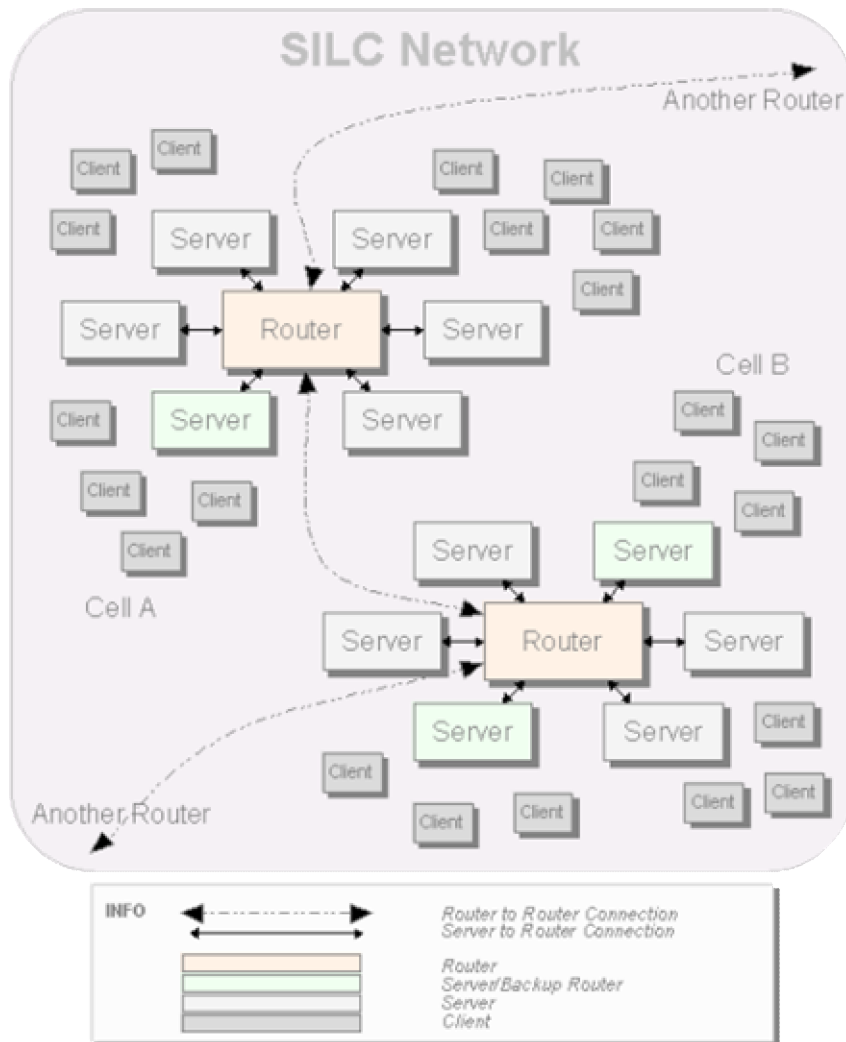 SILC Network
Another Router
Client
Client
Client
Client
Client
Client
Client
Client
Server
Server
Server
Router
Server
Cell B
Client
Client
Server
Server
Client
Client
Client
Client
Client
Client
Server
Server
Cell A
Server
Router
Server
Server
Server
Client
Client
Client
Client
Another Router
Client
Client
Client
INFO
Router to Router Connection
Server to Router Connection
Router
Server/Backup Router
Server
Client